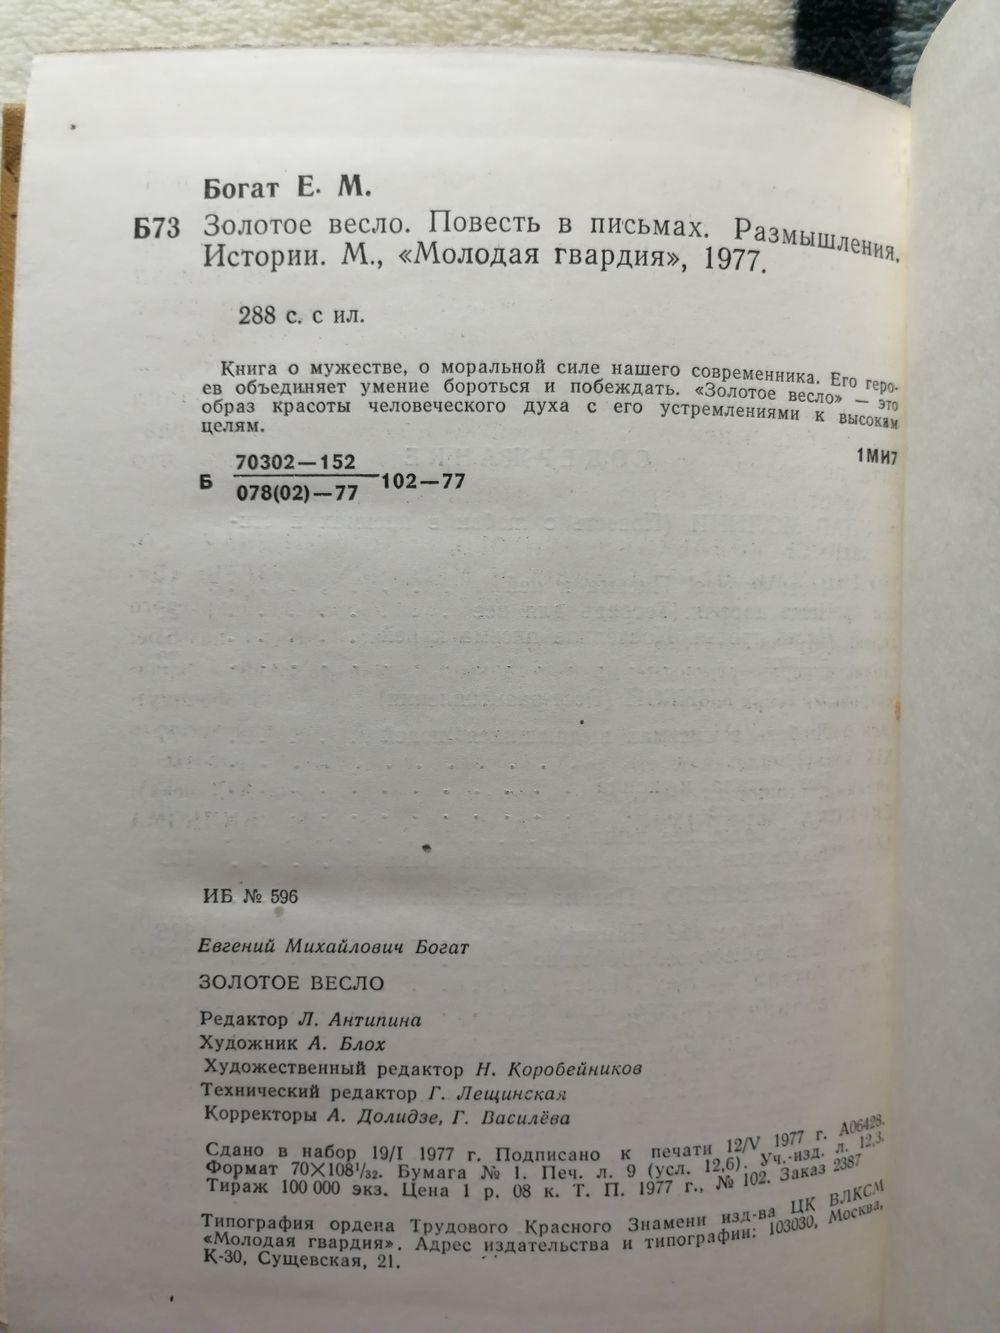 Богат Е. М.
Б73 Золотое весло. Повесть в письмах. Размышления.
Истории. М., «Молодая гвардия», 1977.
288 с. с ил.
Книга о мужестве, о моральной силе нашего современника. Его геро-
ев объединяет умение бороться и побеждать. «Золотое весло» — это
образ красоты человеческого духа с его устремлениями к высоким
целям.
Б 70302—152
078(02)—77 102—77
1МИ7
ИБ № 596
Евгений Михайлович Богат
ЗОЛОТОЕ ВЕСЛО
Редактор Л. Антипина
Художник А. Блох
Художественный редактор Н. Коробейников
Технический редактор Г. Лещинская
Корректоры А. Долидзе, Г. Василёва
Сдано в набор 19/I 1977 г. Подписано к печати 12/V 1977 г. А06428.
Формат 70×108¹/₃₂. Бумага № 1. Печ. л. 9 (усл. 12,6). Уч.-изд. л. 12,3.
Тираж 100 000 экз. Цена 1 р. 08 к. Т. П. 1977 г., № 102. Заказ 2387
Типография ордена Трудового Красного Знамени изд-ва ЦК ВЛКСМ
«Молодая гвардия». Адрес издательства и типографии: 103030, Москва,
К-30, Сущевская, 21.